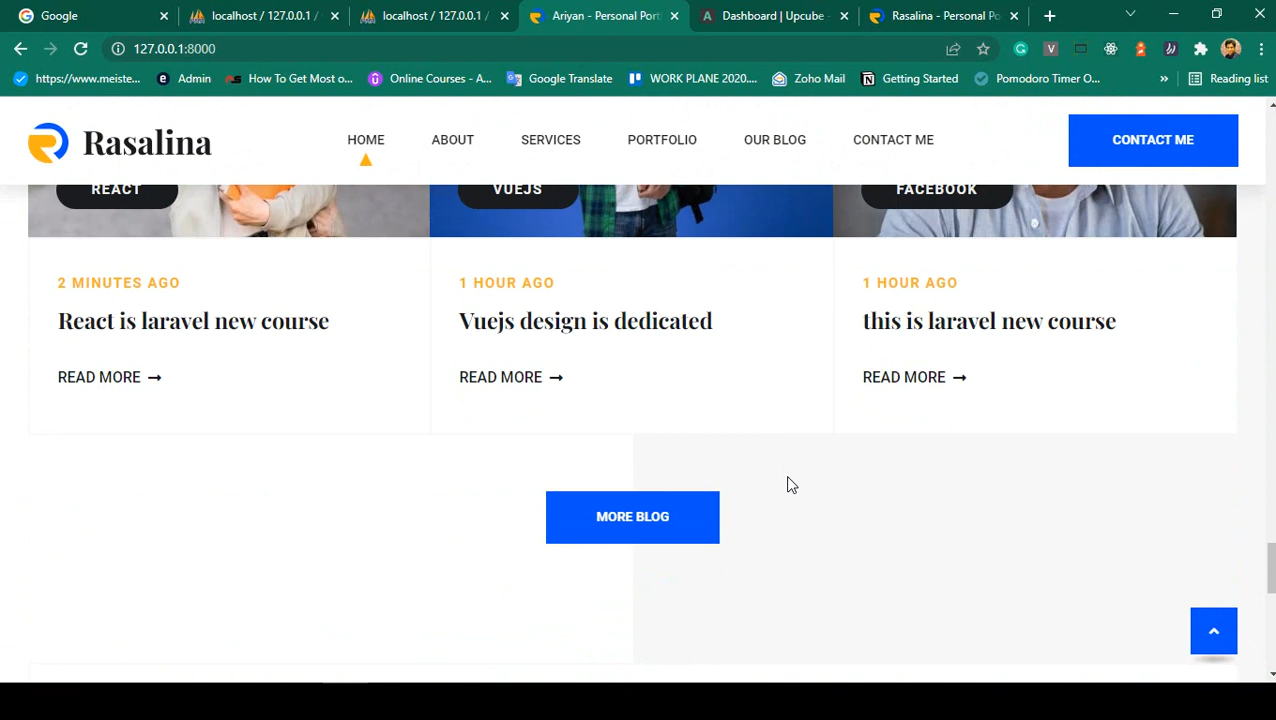 Google
localhost / 127.0.0.1 /
localhost / 127.0.0.1 /
Ariyan - Personal Port
Dashboard | Upcube -
Rasalina - Personal Po
127.0.0.1:8000
https://www.meiste...
Admin
How To Get Most o...
Online Courses - A...
Google Translate
WORK PLANE 2020....
Zoho Mail
Getting Started
Pomodoro Timer O...
Reading list
Rasalina
HOME
ABOUT
SERVICES
PORTFOLIO
OUR BLOG
CONTACT ME
CONTACT ME
REACT
VUEJS
FACEBOOK
2 MINUTES AGO
React is laravel new course
READ MORE
1 HOUR AGO
Vuejs design is dedicated
READ MORE
1 HOUR AGO
this is laravel new course
READ MORE
MORE BLOG